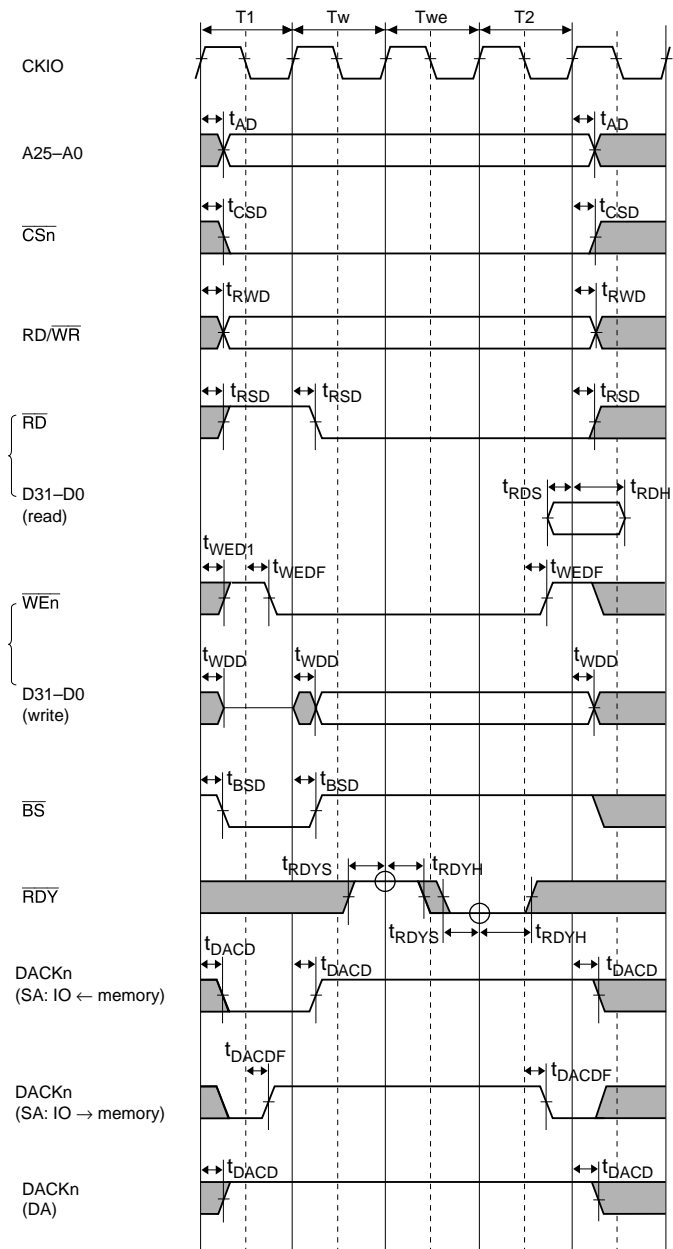 T1 Tw Twe T2
CKIO
tAD tAD
A25–A0
tCSD tCSD
CSn
tRWD tRWD
RD/WR
tRSD tRSD tRSD
RD
tRDS tRDH
D31–D0
(read)
tWED1 tWEDF tWEDF
WEn
tWDD tWDD tWDD
D31–D0
(write)
tBSD tBSD
BS
tRDYS tRDYH
RDY
tRDYS tRDYH
tDACD tDACD tDACD
DACKn
(SA: IO ← memory)
tDACDF tDACDF
DACKn
(SA: IO → memory)
tDACD tDACD
DACKn
(DA)